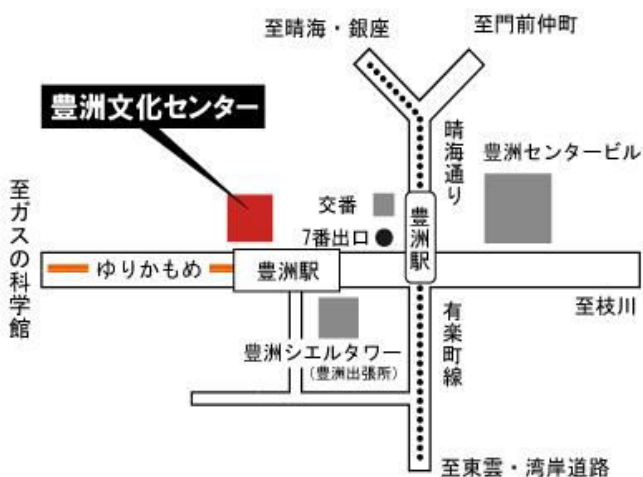 至晴海・銀座
至門前仲町
豊洲文化センター
晴海通り
豊洲センタービル
至ガスの科学館
交番
7番出口
豊洲駅
ゆりかもめ
豊洲駅
至枝川
有楽町線
豊洲シエルタワー
(豊洲出張所)
至東雲・湾岸道路